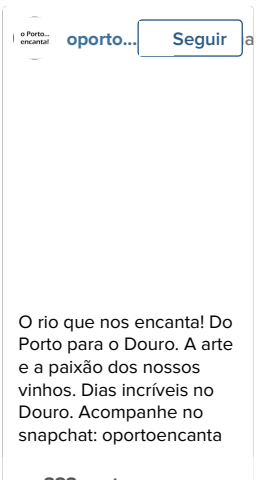 o Porto...
encanta!
oporto... Seguir a
O rio que nos encanta! Do
Porto para o Douro. A arte
e a paixão dos nossos
vinhos. Dias incríveis no
Douro. Acompanhe no
snapchat: oportoencanta